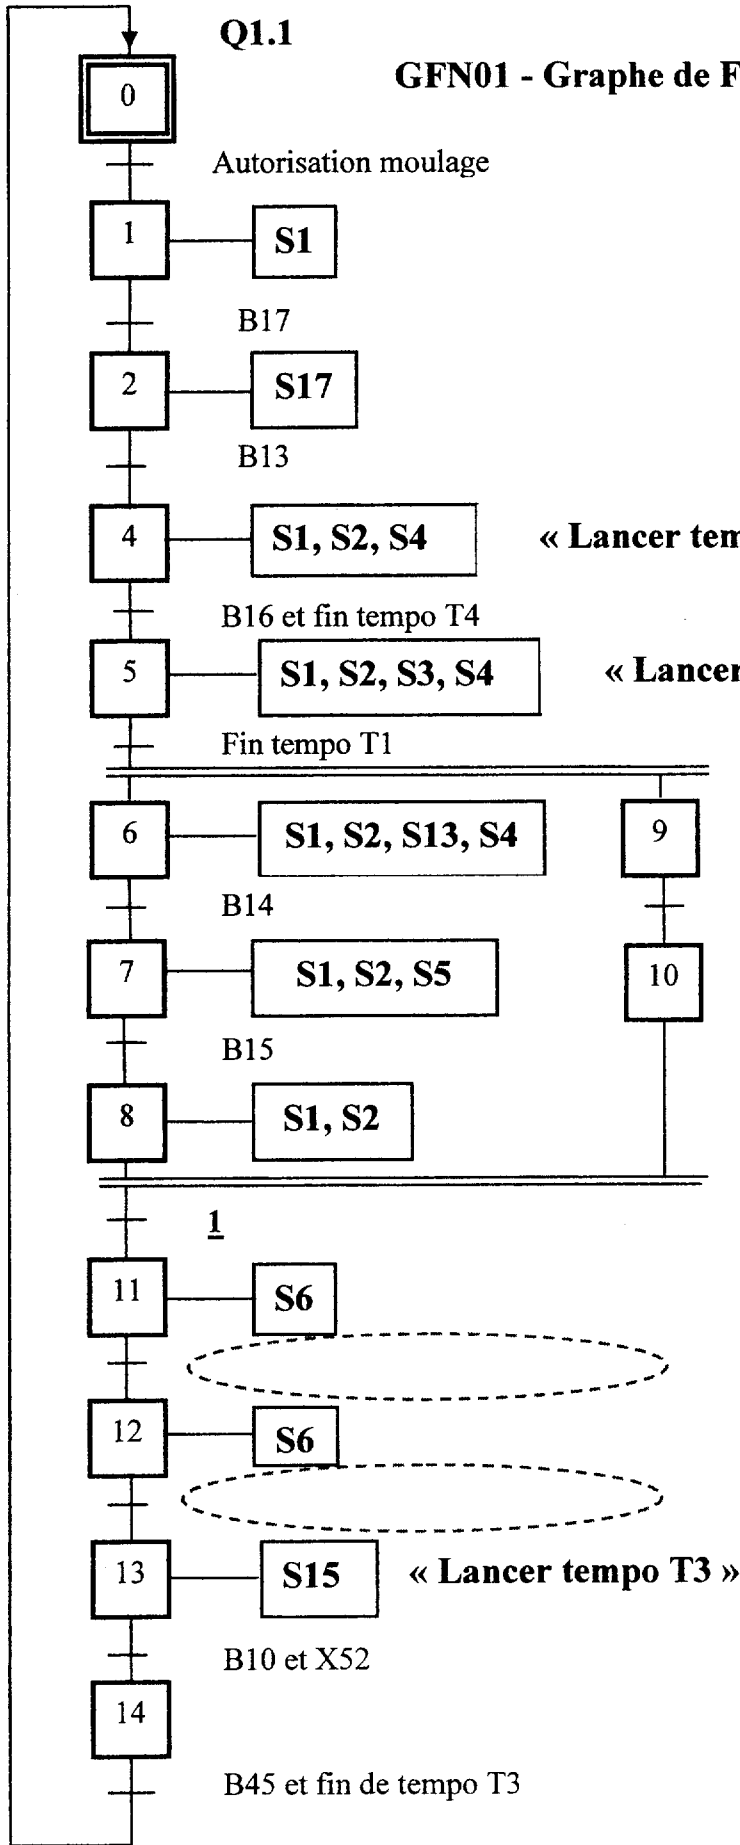 Q1.1
GFN01 - Graphe de F
0
Autorisation moulage
1 S1
B17
2 S17
B13
4 S1, S2, S4 « Lancer tem
B16 et fin tempo T4
5 S1, S2, S3, S4 « Lancer
Fin tempo T1
6 S1, S2, S13, S4 9
B14
7 S1, S2, S5 10
B15
8 S1, S2
1
11 S6
12 S6
13 S15 « Lancer tempo T3 »
B10 et X52
14
B45 et fin de tempo T3